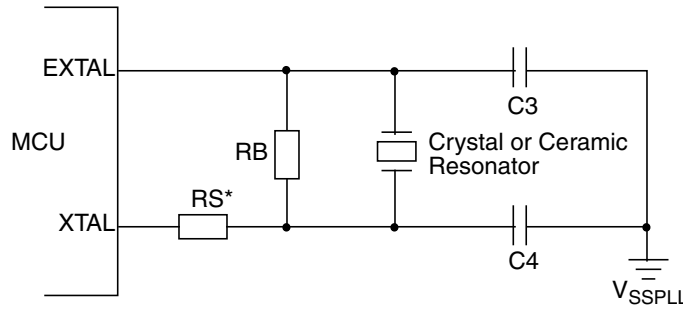 EXTAL
C3
MCU
RB
Crystal or Ceramic
Resonator
RS*
XTAL
C4
VSSPLL